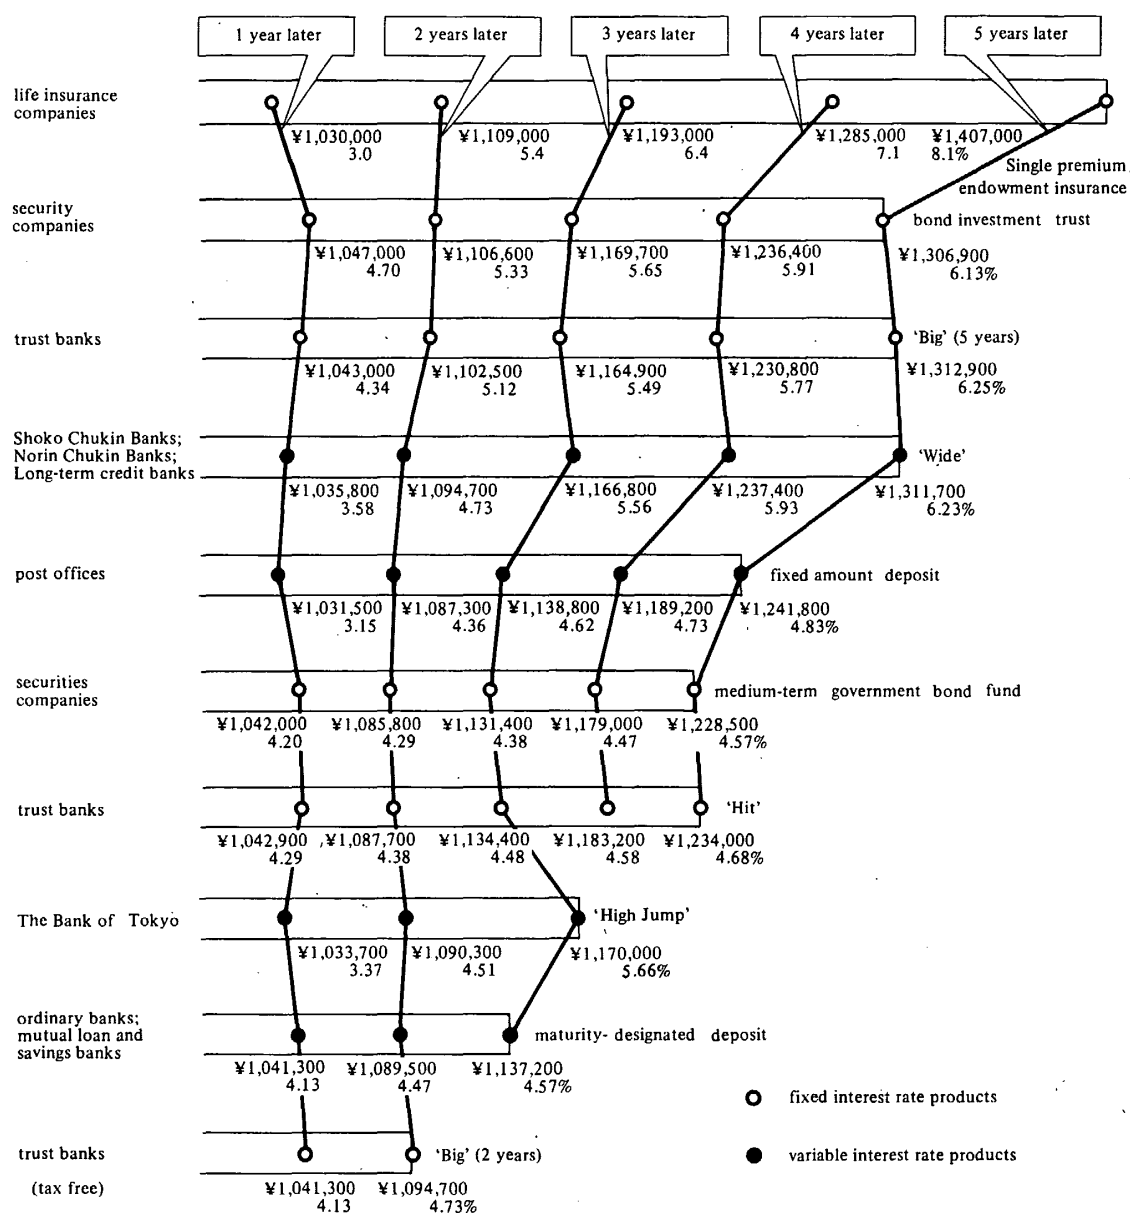 1 year later 2 years later 3 years later 4 years later 5 years later
life insurance
companies
¥1,030,000 ¥1,109,000 ¥1,193,000 ¥1,285,000 ¥1,407,000
3.0 5.4 6.4 7.1 8.1%
Single premium
endowment insurance
security
companies
bond investment trust
¥1,047,000 ¥1,106,600 ¥1,169,700 ¥1,236,400 ¥1,306,900
4.70 5.33 5.65 5.91 6.13%
trust banks
'Big' (5 years)
¥1,043,000 ¥1,102,500 ¥1,164,900 ¥1,230,800 ¥1,312,900
4.34 5.12 5.49 5.77 6.25%
Shoko Chukin Banks;
Norin Chukin Banks;
Long-term credit banks
'Wide'
¥1,035,800 ¥1,094,700 ¥1,166,800 ¥1,237,400 ¥1,311,700
3.58 4.73 5.56 5.93 6.23%
post offices
fixed amount deposit
¥1,031,500 ¥1,087,300 ¥1,138,800 ¥1,189,200 ¥1,241,800
3.15 4.36 4.62 4.73 4.83%
securities
companies
medium-term government bond fund
¥1,042,000 ¥1,085,800 ¥1,131,400 ¥1,179,000 ¥1,228,500
4.20 4.29 4.38 4.47 4.57%
trust banks
'Hit'
¥1,042,900 ¥1,087,700 ¥1,134,400 ¥1,183,200 ¥1,234,000
4.29 4.38 4.48 4.58 4.68%
The Bank of Tokyo
'High Jump'
¥1,033,700 ¥1,090,300 ¥1,170,000
3.37 4.51 5.66%
ordinary banks;
mutual loan and
savings banks
maturity- designated deposit
¥1,041,300 ¥1,089,500 ¥1,137,200
4.13 4.47 4.57%
fixed interest rate products
trust banks
'Big' (2 years)
variable interest rate products
(tax free)
¥1,041,300 ¥1,094,700
4.13 4.73%